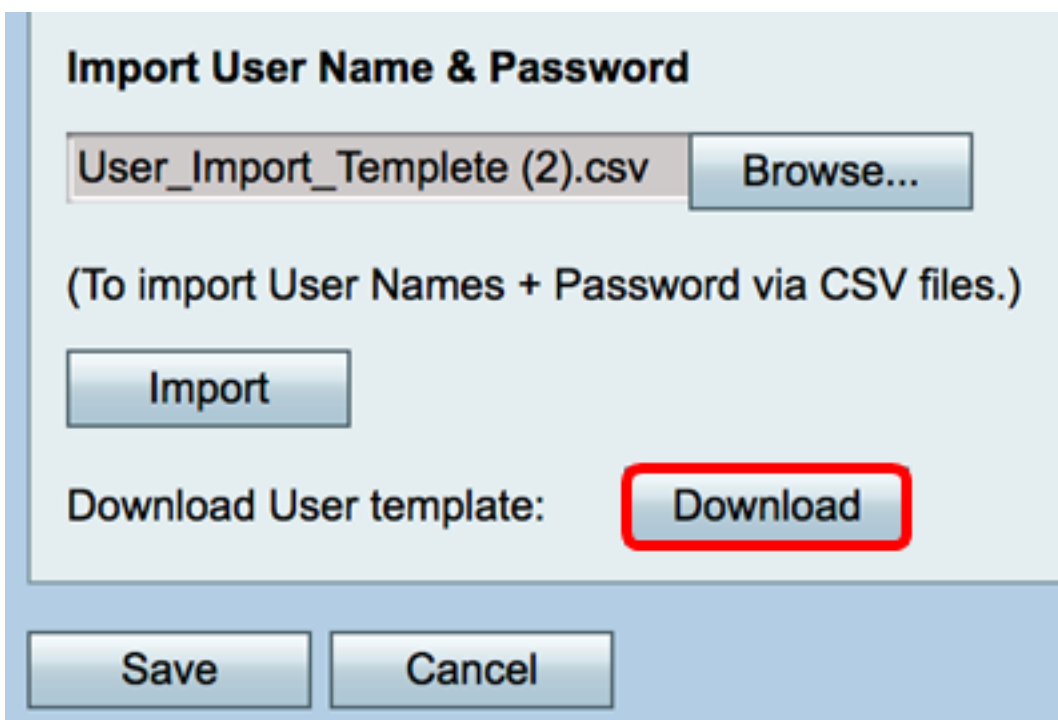 Import User Name & Password
User_Import_Templete (2).csv Browse...
(To import User Names + Password via CSV files.)
Import
Download User template: Download
Save Cancel